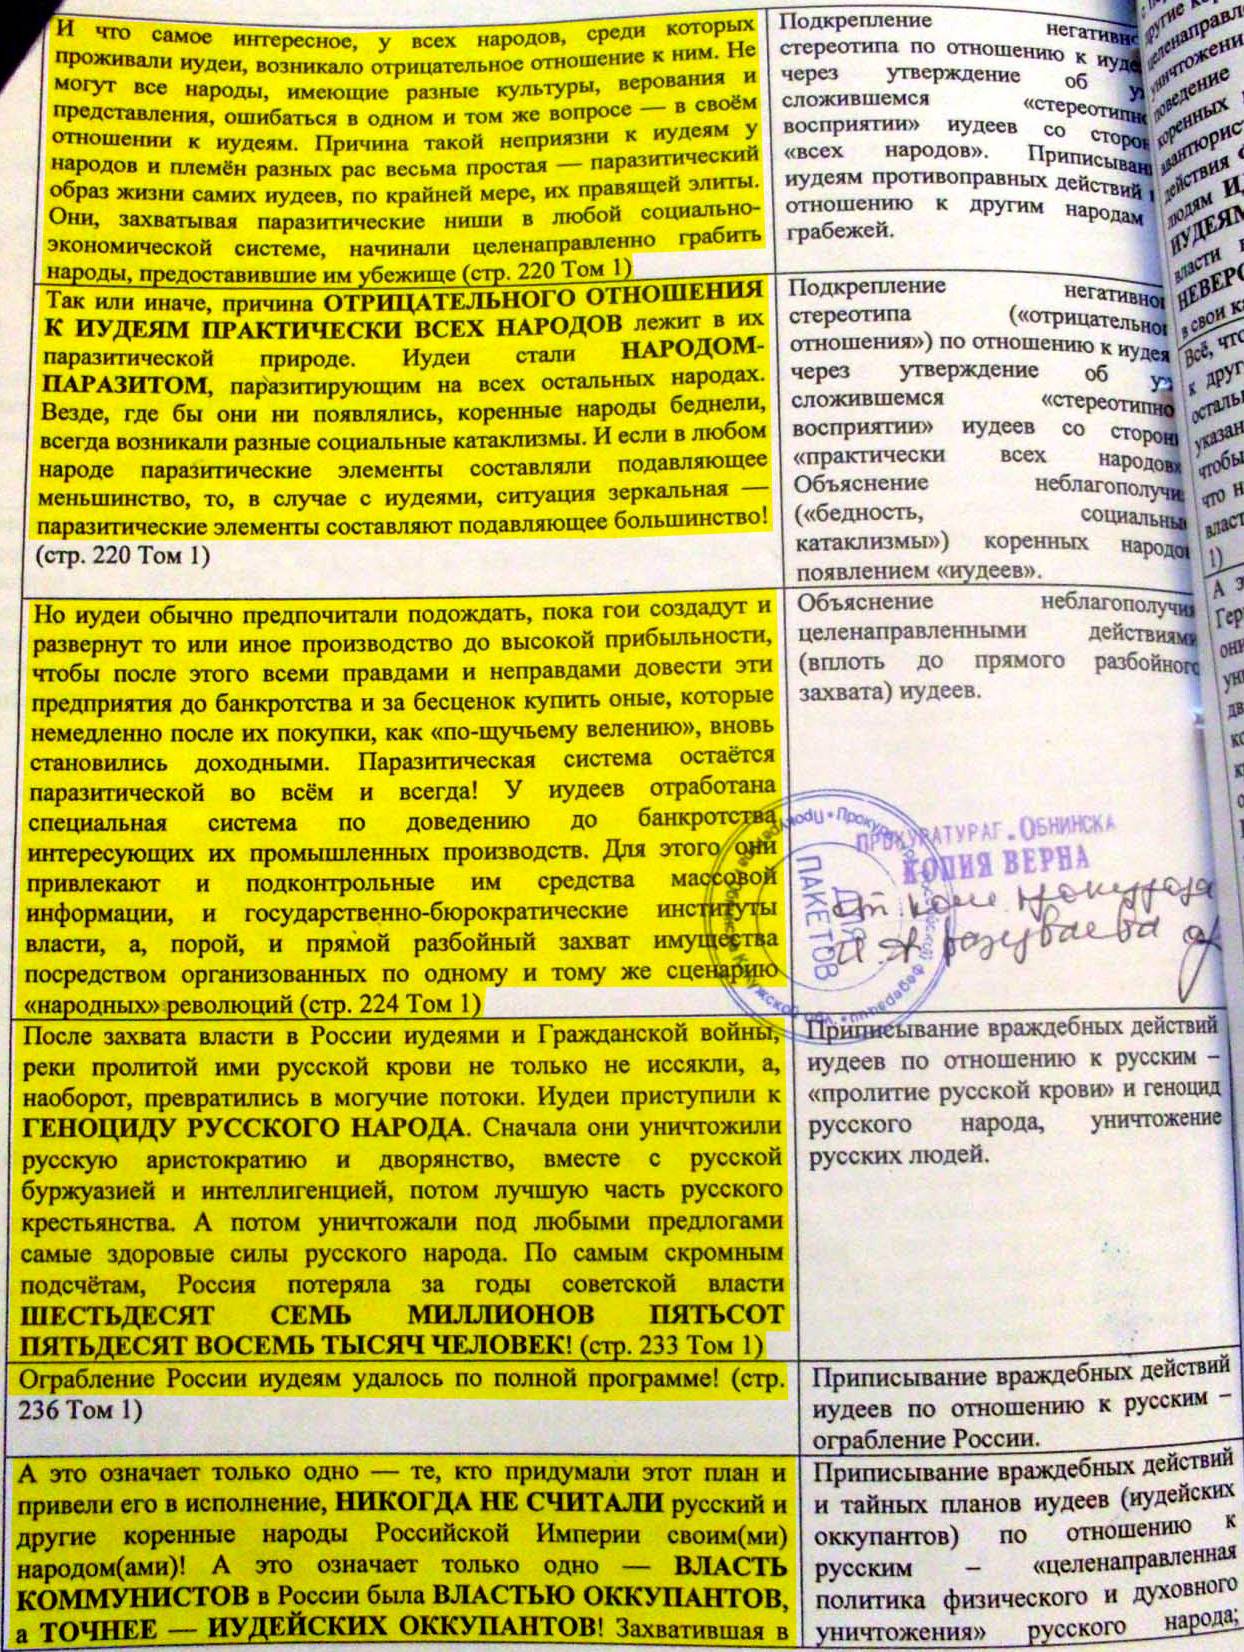 И что самое интересное, у всех народов, среди которых
проживали иудеи, возникало отрицательное отношение к ним. Не
могут все народы, имеющие разные культуры, верования и
представления, ошибаться в одном и том же вопросе — в своём
отношении к иудеям. Причина такой неприязни к иудеям у
народов и племён разных рас весьма простая — паразитический
образ жизни самих иудеев, по крайней мере, их правящей элиты.
Они, захватывая паразитические ниши в любой социально-
экономической системе, начинали целенаправленно грабить
народы, предоставившие им убежище (стр. 220 Том 1)
Подкрепление негативно
стереотипа по отношению к иуде
через утверждение об у
сложившемся «стереотипно
восприятии» иудеев со сторон
«всех народов». Приписыван
иудеям противоправных действий
отношению к другим народам
грабежей.
Так или иначе, причина ОТРИЦАТЕЛЬНОГО ОТНОШЕНИЯ
К ИУДЕЯМ ПРАКТИЧЕСКИ ВСЕХ НАРОДОВ лежит в их
паразитической природе. Иудеи стали НАРОДОМ-
ПАРАЗИТОМ, паразитирующим на всех остальных народах.
Везде, где бы они ни появлялись, коренные народы беднели,
всегда возникали разные социальные катаклизмы. И если в любом
народе паразитические элементы составляли подавляющее
меньшинство, то, в случае с иудеями, ситуация зеркальная —
паразитические элементы составляют подавляющее большинство!
(стр. 220 Том 1)
Подкрепление негативног
стереотипа («отрицательног
отношения») по отношению к иудея
через утверждение об у
сложившемся «стереотипно
восприятии» иудеев со сторон
«практически всех народов»
Объяснение неблагополучи
(«бедность, социальны
катаклизмы») коренных народо
появлением «иудеев».
Но иудеи обычно предпочитали подождать, пока гои создадут и
развернут то или иное производство до высокой прибыльности,
чтобы после этого всеми правдами и неправдами довести эти
предприятия до банкротства и за бесценок купить оные, которые
немедленно после их покупки, как «по-щучьему велению», вновь
становились доходными. Паразитическая система остаётся
паразитической во всём и всегда! У иудеев отработана
специальная система по доведению до банкротства
интересующих их промышленных производств. Для этого они
привлекают и подконтрольные им средства массовой
информации, и государственно-бюрократические институты
власти, а, порой, и прямой разбойный захват имущества
посредством организованных по одному и тому же сценарию
«народных» революций (стр. 224 Том 1)
Объяснение неблагополучия
целенаправленными действиями
(вплоть до прямого разбойного
захвата) иудеев.
ПРОКУРАТУРА Г. ОБНИНСКА
КОПИЯ ВЕРНА
ДЛЯ
ПАКЕТОВ
После захвата власти в России иудеями и Гражданской войны,
реки пролитой ими русской крови не только не иссякли, а,
наоборот, превратились в могучие потоки. Иудеи приступили к
ГЕНОЦИДУ РУССКОГО НАРОДА. Сначала они уничтожили
русскую аристократию и дворянство, вместе с русской
буржуазией и интеллигенцией, потом лучшую часть русского
крестьянства. А потом уничтожали под любыми предлогами
самые здоровые силы русского народа. По самым скромным
подсчётам, Россия потеряла за годы советской власти
ШЕСТЬДЕСЯТ СЕМЬ МИЛЛИОНОВ ПЯТЬСОТ
ПЯТЬДЕСЯТ ВОСЕМЬ ТЫСЯЧ ЧЕЛОВЕК! (стр. 233 Том 1)
Приписывание враждебных действий
иудеев по отношению к русским –
«пролитие русской крови» и геноцид
русского народа, уничтожение
русских людей.
Ограбление России иудеям удалось по полной программе! (стр.
236 Том 1)
Приписывание враждебных действий
иудеев по отношению к русским –
ограбление России.
А это означает только одно — те, кто придумали этот план и
привели его в исполнение, НИКОГДА НЕ СЧИТАЛИ русский и
другие коренные народы Российской Империи своим(ми)
народом(ами)! А это означает только одно — ВЛАСТЬ
КОММУНИСТОВ в России была ВЛАСТЬЮ ОККУПАНТОВ,
а ТОЧНЕЕ — ИУДЕЙСКИХ ОККУПАНТОВ! Захватившая в
Приписывание враждебных действий
и тайных планов иудеев (иудейских
оккупантов) по отношению к
русским – «целенаправленная
политика физического и духовного
уничтожения» русского народа;